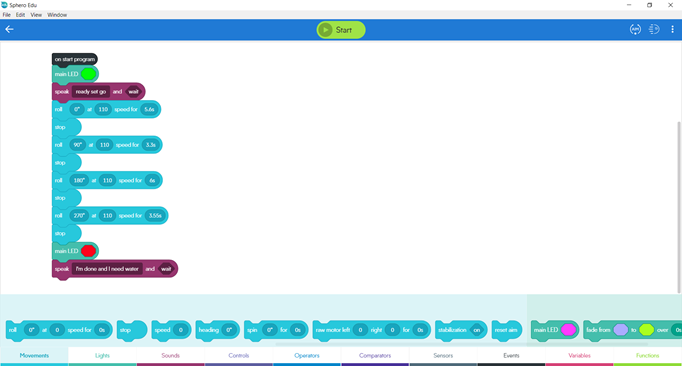 Sphero Edu
File Edit View Window
Start
on start program
main LED
speak ready set go and wait
roll 0° at 110 speed for 5.6s
stop
roll 90° at 110 speed for 3.3s
stop
roll 180° at 110 speed for 6s
stop
roll 270° at 110 speed for 3.55s
stop
main LED
speak I'm done and I need water and wait
roll 0° at 0 speed for 0s stop speed 0 heading 0° spin 0° for 0s raw motor left 0 right 0 for 0s stabilization on reset aim main LED fade from to over 0s
Movements Lights Sounds Controls Operators Comparators Sensors Events Variables Functions